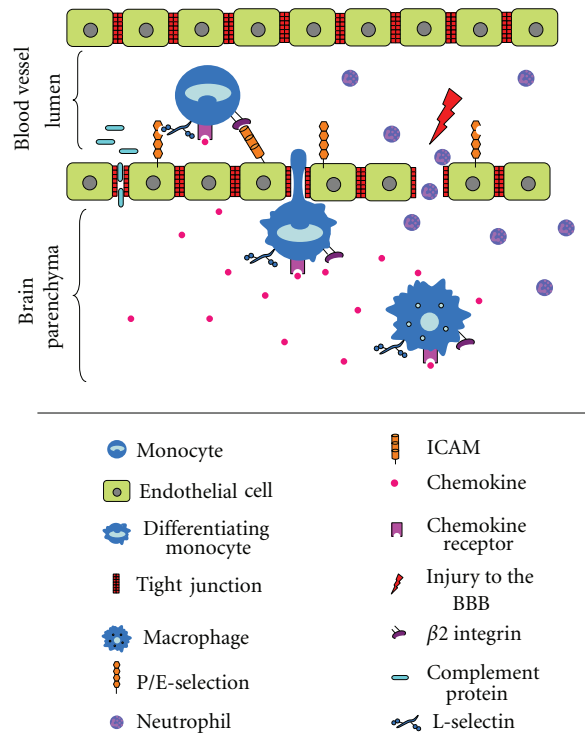 Blood vessel
lumen
Brain
parenchyma
Monocyte
Endothelial cell
Differentiating
monocyte
Tight junction
Macrophage
P/E-selection
Neutrophil
ICAM
Chemokine
Chemokine
receptor
Injury to the
BBB
β2 integrin
Complement
protein
L-selectin